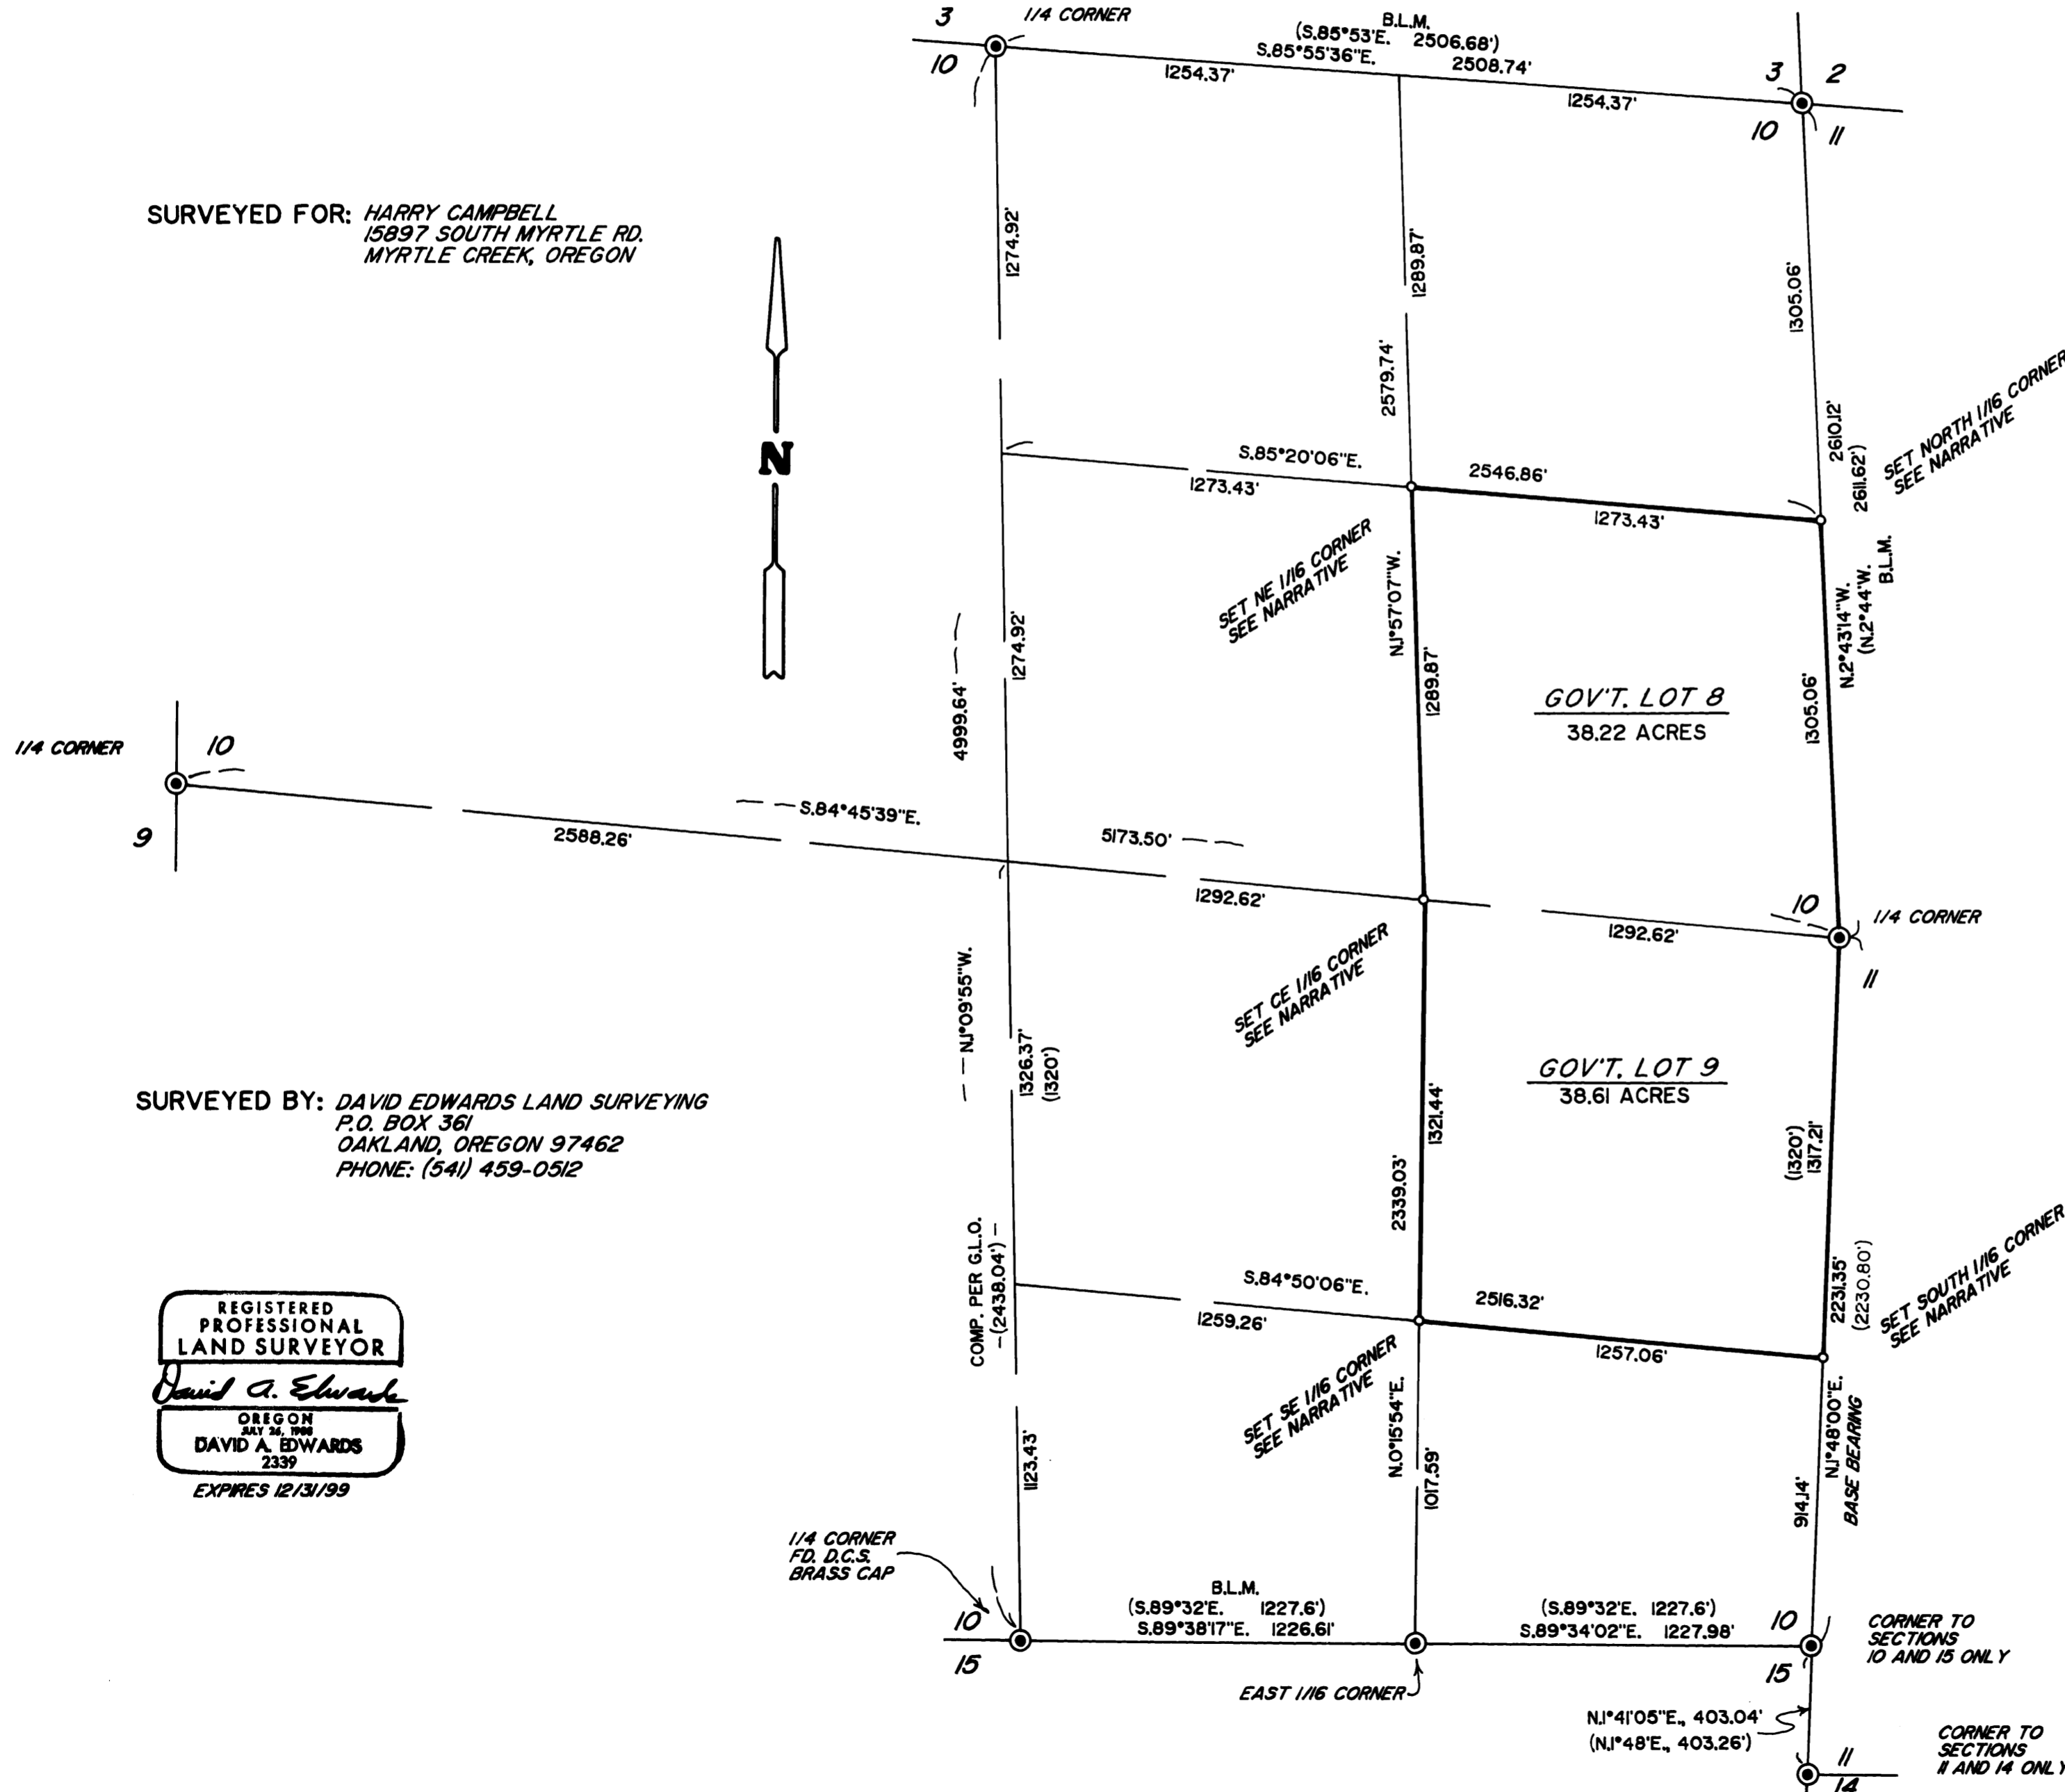 3
1/4 CORNER
B.L.M.
(S.85°53'E. 2506.68')
S.85°55'36"E. 2508.74'
10
1254.37'
1254.37'
3
2
10
11
SURVEYED FOR: HARRY CAMPBELL
15897 SOUTH MYRTLE RD.
MYRTLE CREEK, OREGON
1274.92'
1289.87'
1305.06'
2579.74'
2610.12'
2611.62')
SET NORTH 1/16 CORNER
SEE NARRATIVE
N
S.85°20'06"E.
2546.86'
1273.43'
1273.43'
SET NE 1/16 CORNER
SEE NARRATIVE
N.1°57'07"W.
1289.87'
N.2°43'14"W.
(N.2°44'W.
B.L.M.
1274.92'
4999.64'
GOV'T. LOT 8
38.22 ACRES
1305.06'
1/4 CORNER
10
9
S.84°45'39"E.
2588.26'
5173.50'
1292.62'
1292.62'
10
1/4 CORNER
11
SET CE 1/16 CORNER
SEE NARRATIVE
N.1°09'55"W.
1326.37'
(1320')
GOV'T. LOT 9
38.61 ACRES
1321.44'
2339.03'
(1320')
1317.21'
SURVEYED BY: DAVID EDWARDS LAND SURVEYING
P.O. BOX 361
OAKLAND, OREGON 97462
PHONE: (541) 459-0512
COMP. PER G.L.O.
(2438.04')
S.84°50'06"E.
2516.32'
1259.26'
1257.06'
2231.35'
(2230.80')
SET SOUTH 1/16 CORNER
SEE NARRATIVE
SET SE 1/16 CORNER
SEE NARRATIVE
N.0°15'54"E.
1017.59'
N.1°48'00"E.
BASE BEARING
914.14'
1123.43'
REGISTERED
PROFESSIONAL
LAND SURVEYOR
David A. Edwards
OREGON
JULY 26, 1988
DAVID A. EDWARDS
2339
EXPIRES 12/31/99
1/4 CORNER
FD. D.C.S.
BRASS CAP
10
15
B.L.M.
(S.89°32'E. 1227.6')
S.89°38'17"E. 1226.61'
(S.89°32'E. 1227.6')
S.89°34'02"E. 1227.98'
10
15
CORNER TO
SECTIONS
10 AND 15 ONLY
EAST 1/16 CORNER
N.1°41'05"E., 403.04'
(N.1°48'E., 403.26')
11
14
CORNER TO
SECTIONS
11 AND 14 ONLY